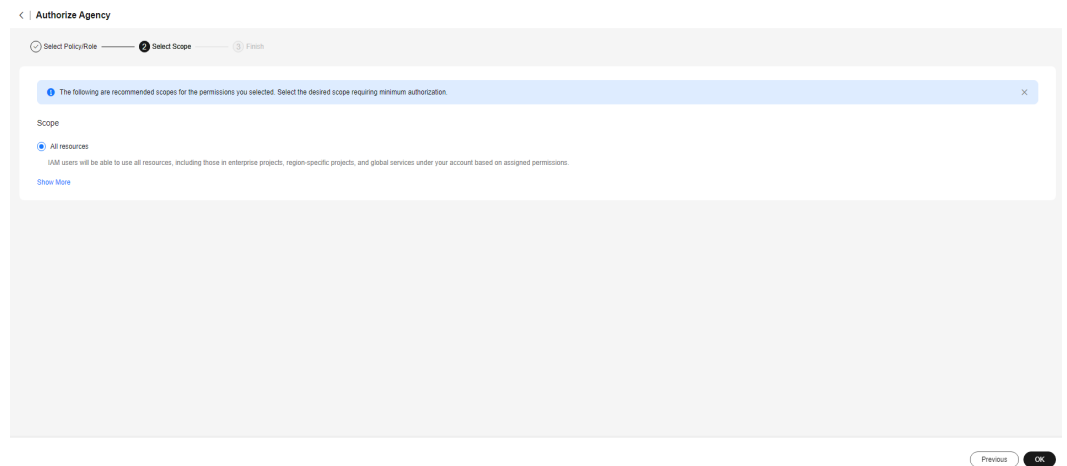 Authorize Agency
Select Policy/Role
2 Select Scope
3 Finish
The following are recommended scopes for the permissions you selected. Select the desired scope requiring minimum authorization.
Scope
All resources
IAM users will be able to use all resources, including those in enterprise projects, region-specific projects, and global services under your account based on assigned permissions.
Show More
Previous
OK